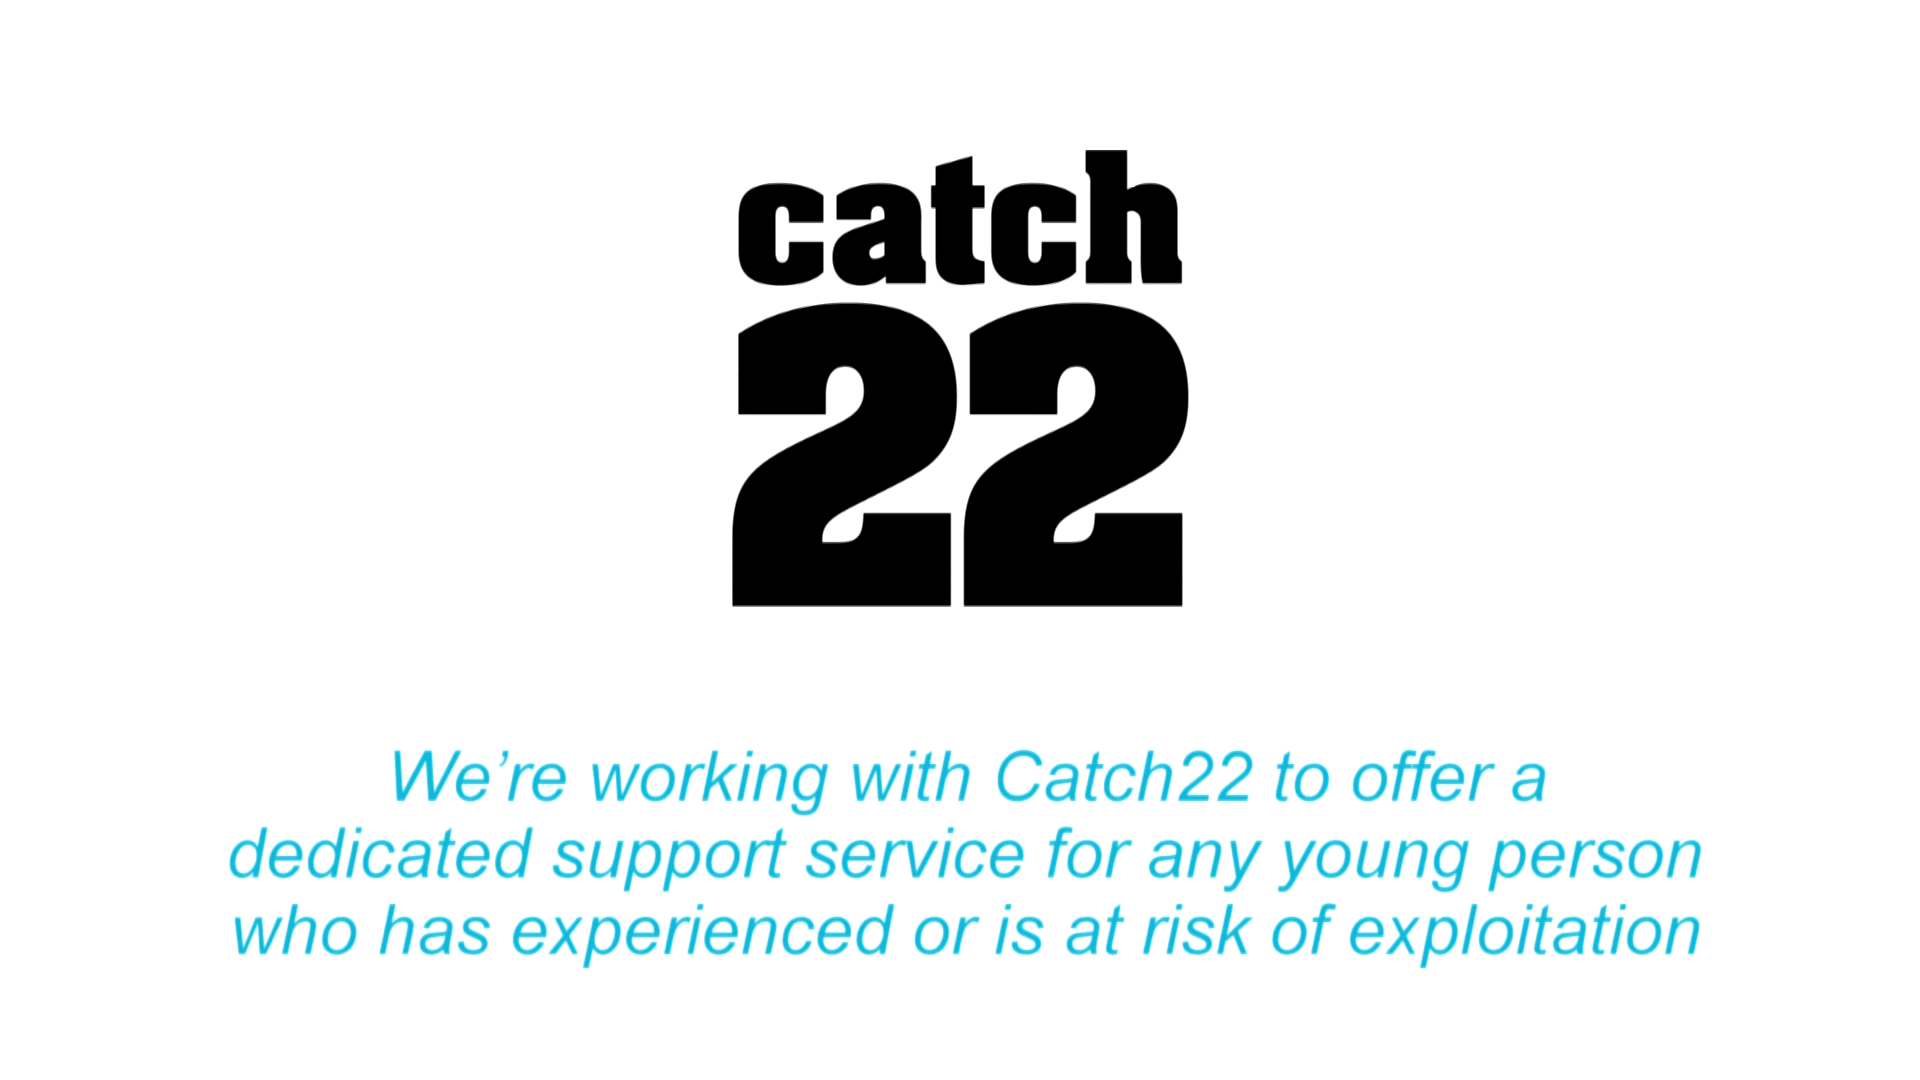 catch
22
We’re working with Catch22 to offer a
dedicated support service for any young person
who has experienced or is at risk of exploitation